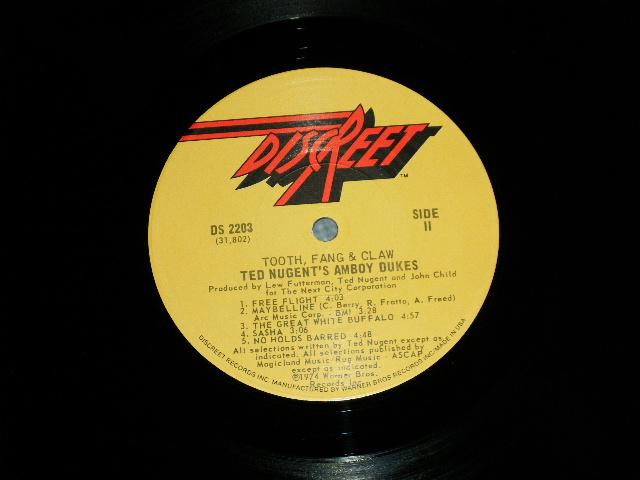 DISCREET
TM
DS 2203
(31,802)
SIDE
II
TOOTH, FANG & CLAW
TED NUGENT'S AMBOY DUKES
Produced by Lew Futterman, Ted Nugent and John Child
for The Next City Corporation
1. FREE FLIGHT 4:03
2. MAYBELLINE (C. Berry, R. Fratto, A. Freed)
Arc Music Corp. - BMI 3:28
3. THE GREAT WHITE BUFFALO 4:57
4. SASHA 3:06
5. NO HOLDS BARRED 4:48
All selections written by Ted Nugent except as
indicated. All selections published by
Magicland Music/Rug Music - ASCAP
except as indicated.
℗1974 Warner Bros.
Records Inc.
DISCREET RECORDS INC. MANUFACTURED BY WARNER BROS RECORDS INC/MADE IN USA